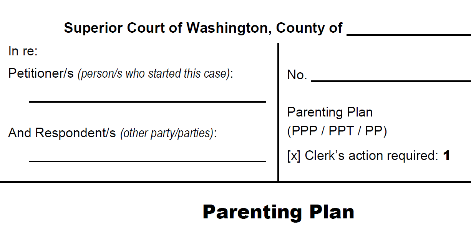 Superior Court of Washington, County of
In re:
Petitioner/s (person/s who started this case):
And Respondent/s (other party/parties):
No.
Parenting Plan
(PPP / PPT / PP)
[x] Clerk's action required: 1
Parenting Plan